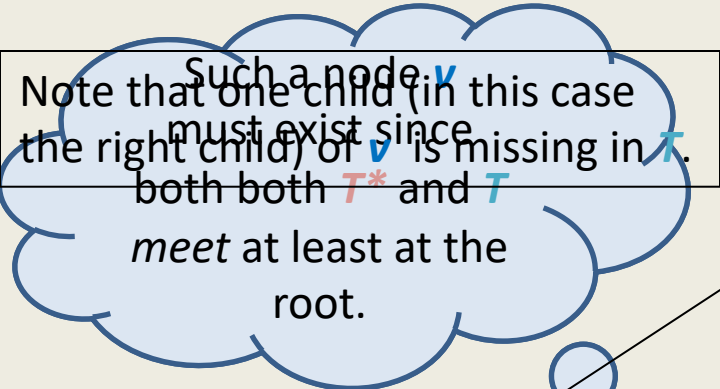 Such a node v
must exist since
both both T* and T
meet at least at the
root.
Note that one child (in this case
the right child) of v is missing in T.